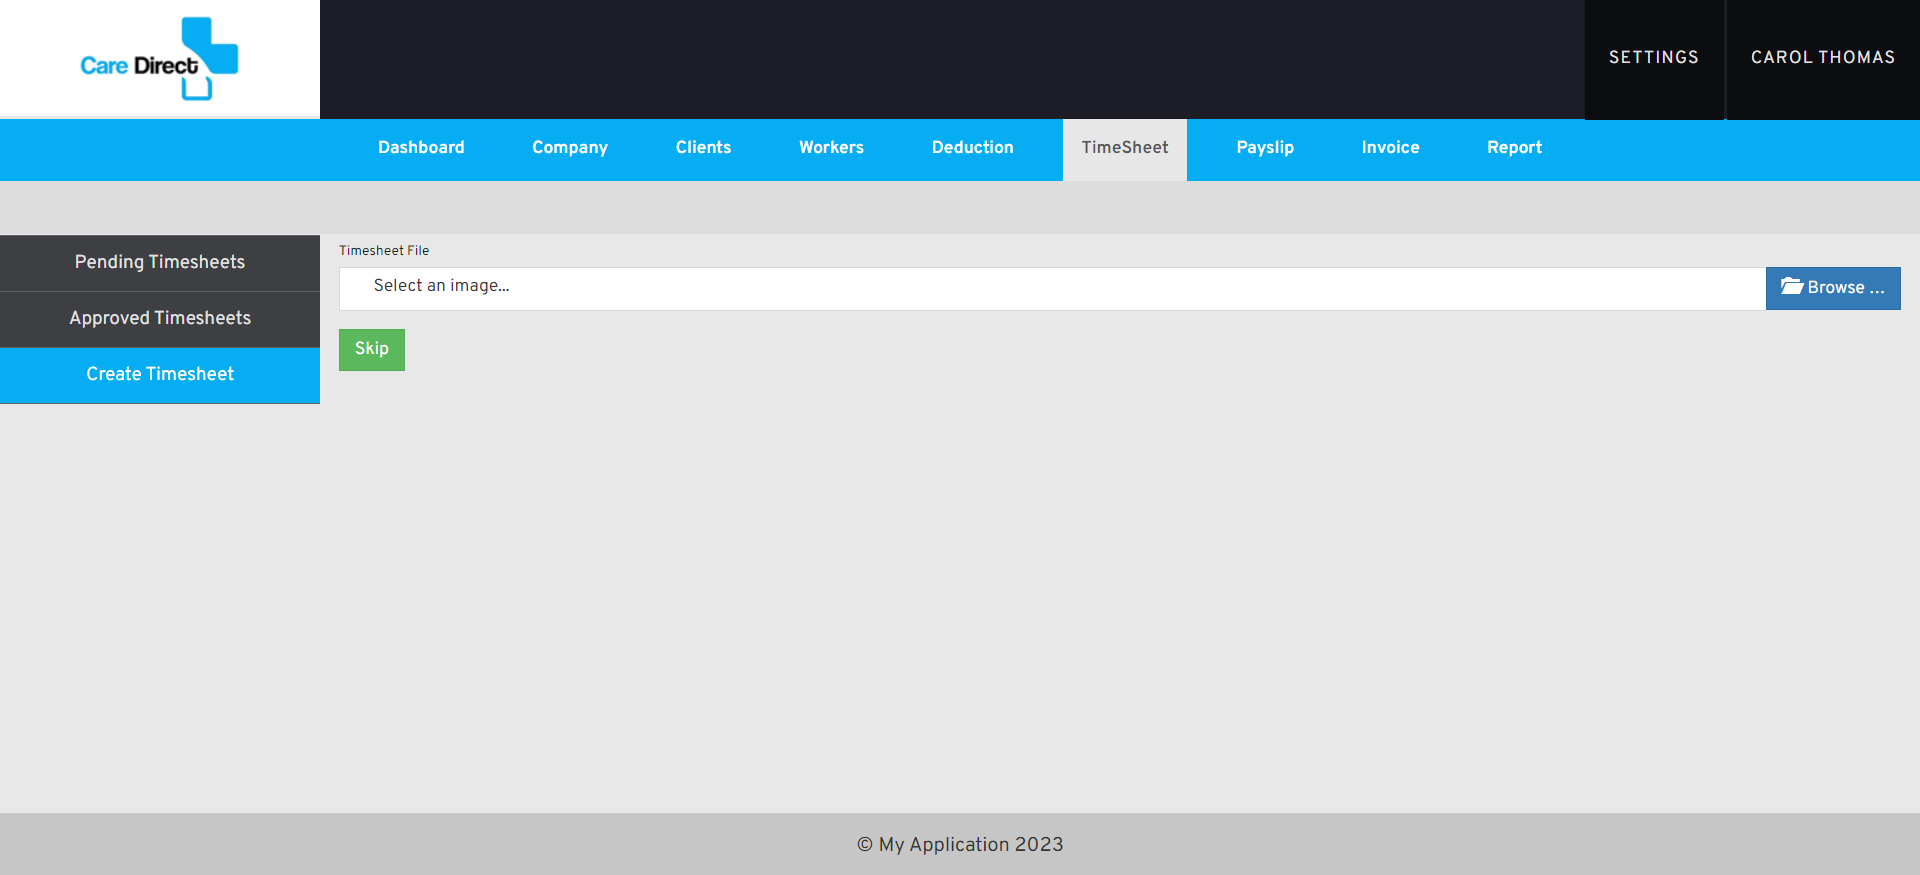 Care Direct
SETTINGS
CAROL THOMAS
Dashboard
Company
Clients
Workers
Deduction
TimeSheet
Payslip
Invoice
Report
Pending Timesheets
Approved Timesheets
Create Timesheet
Timesheet File
Select an image...
Browse ...
Skip
© My Application 2023